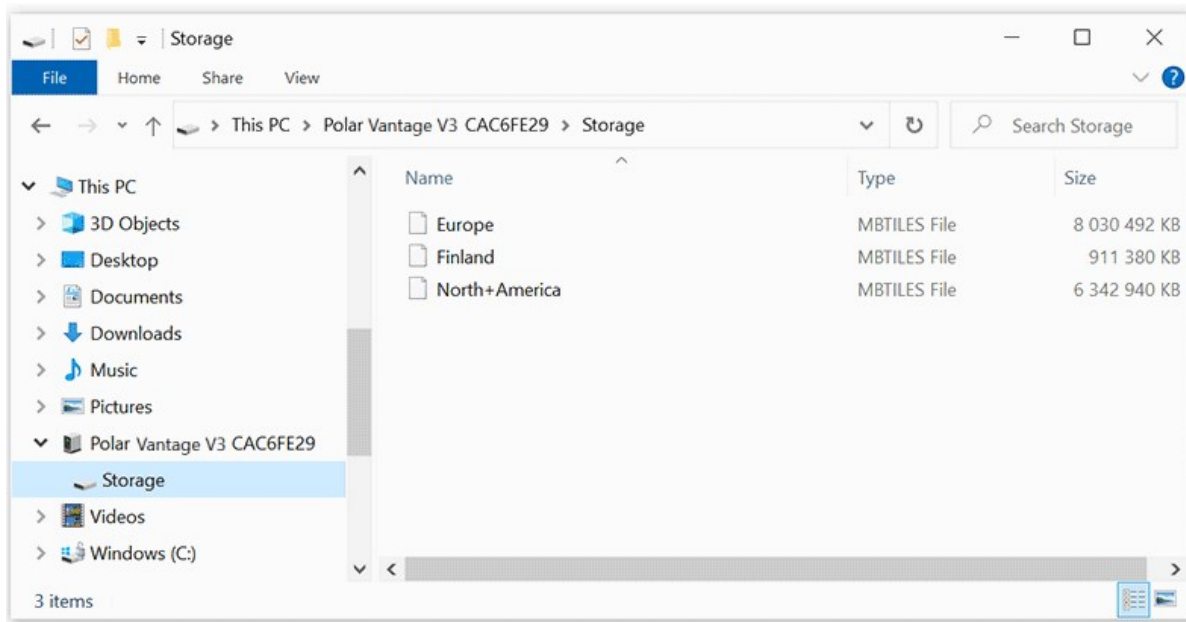 Storage
File Home Share View
This PC > Polar Vantage V3 CAC6FE29 > Storage
Search Storage
Name Type Size
Europe MBTILES File 8 030 492 KB
Finland MBTILES File 911 380 KB
North+America MBTILES File 6 342 940 KB
This PC
3D Objects
Desktop
Documents
Downloads
Music
Pictures
Polar Vantage V3 CAC6FE29
Storage
Videos
Windows (C:)
3 items